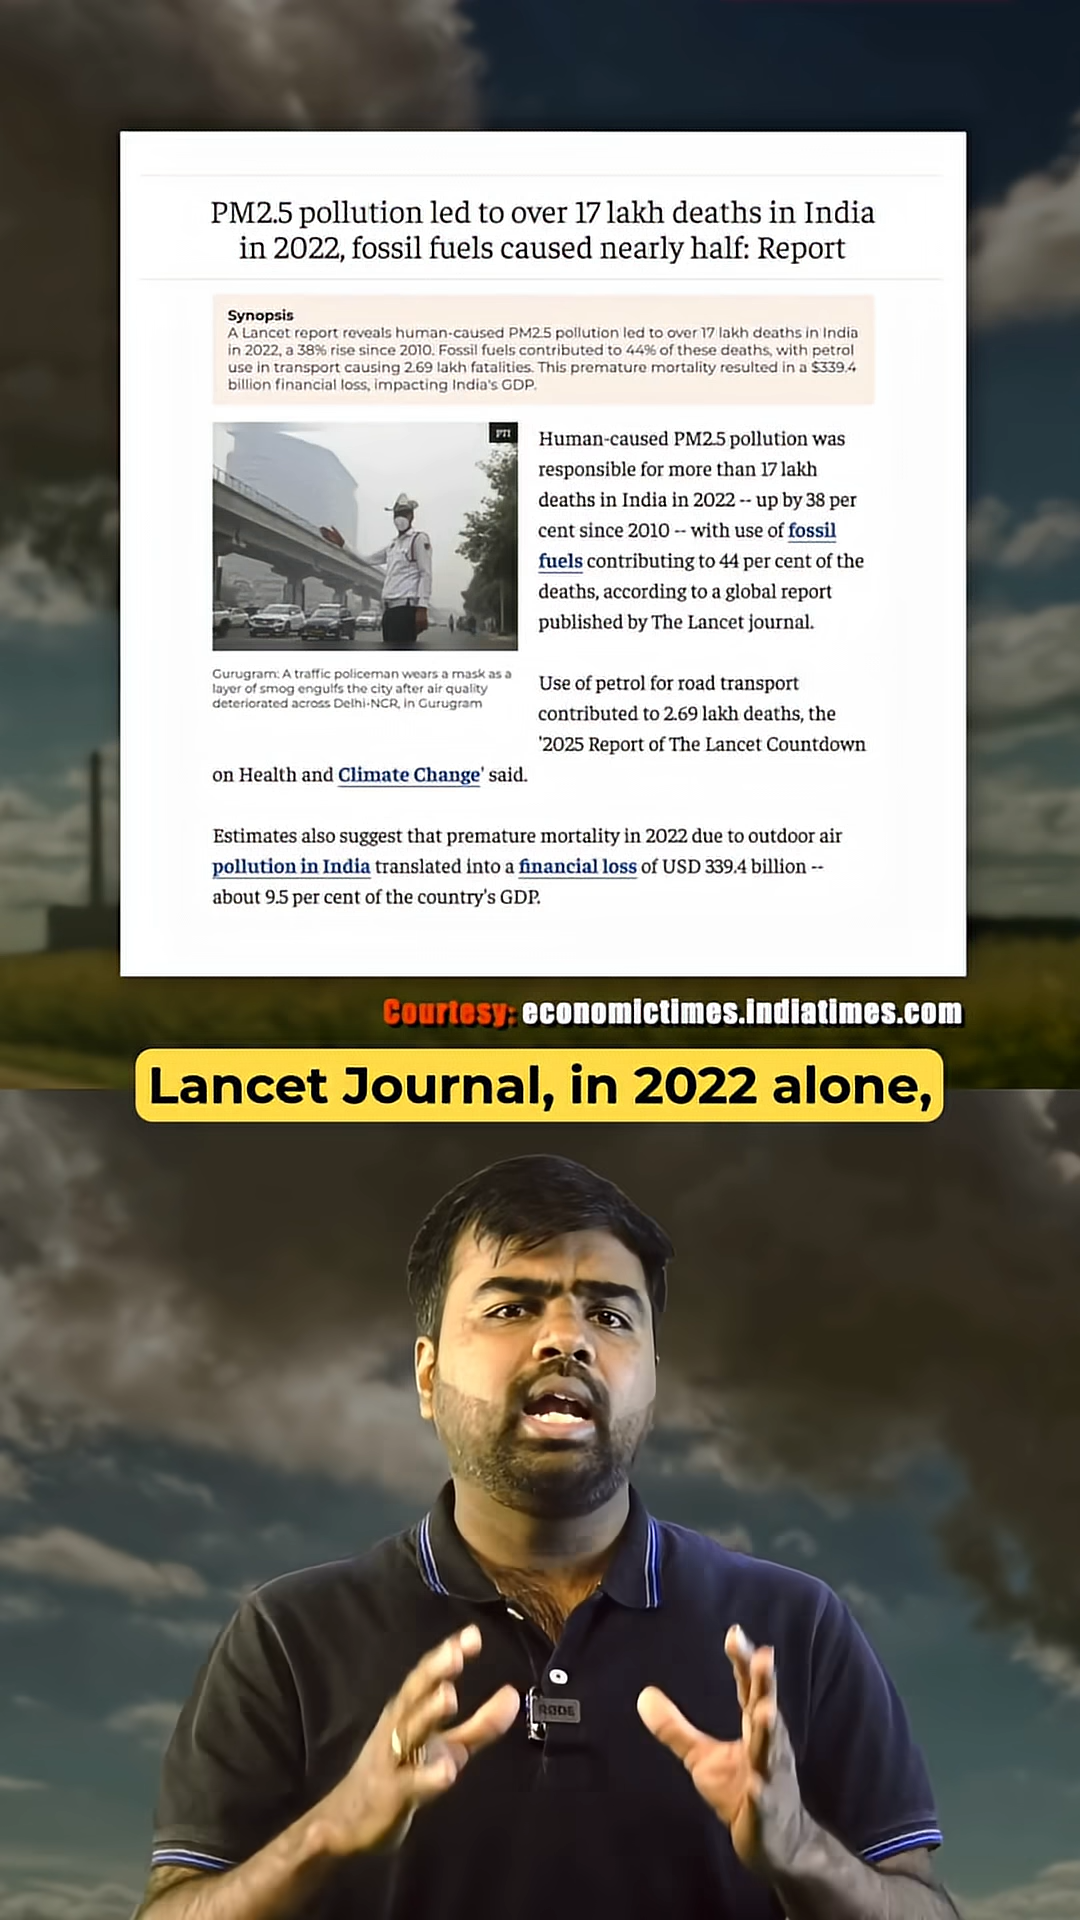 PM2.5 pollution led to over 17 lakh deaths in India
in 2022, fossil fuels caused nearly half: Report
Synopsis
A Lancet report reveals human-caused PM2.5 pollution led to over 17 lakh deaths in India
in 2022, a 38% rise since 2010. Fossil fuels contributed to 44% of these deaths, with petrol
use in transport causing 2.69 lakh fatalities. This premature mortality resulted in a $339.4
billion financial loss, impacting India's GDP.
PTI
Human-caused PM2.5 pollution was
responsible for more than 17 lakh
deaths in India in 2022 -- up by 38 per
cent since 2010 -- with use of fossil
fuels contributing to 44 per cent of the
deaths, according to a global report
published by The Lancet journal.
Gurugram: A traffic policeman wears a mask as a
layer of smog engulfs the city after air quality
deteriorated across Delhi-NCR, in Gurugram
Use of petrol for road transport
contributed to 2.69 lakh deaths, the
'2025 Report of The Lancet Countdown
on Health and Climate Change' said.
Estimates also suggest that premature mortality in 2022 due to outdoor air
pollution in India translated into a financial loss of USD 339.4 billion --
about 9.5 per cent of the country's GDP.
Courtesy: economictimes.indiatimes.com
Lancet Journal, in 2022 alone,
RØDE